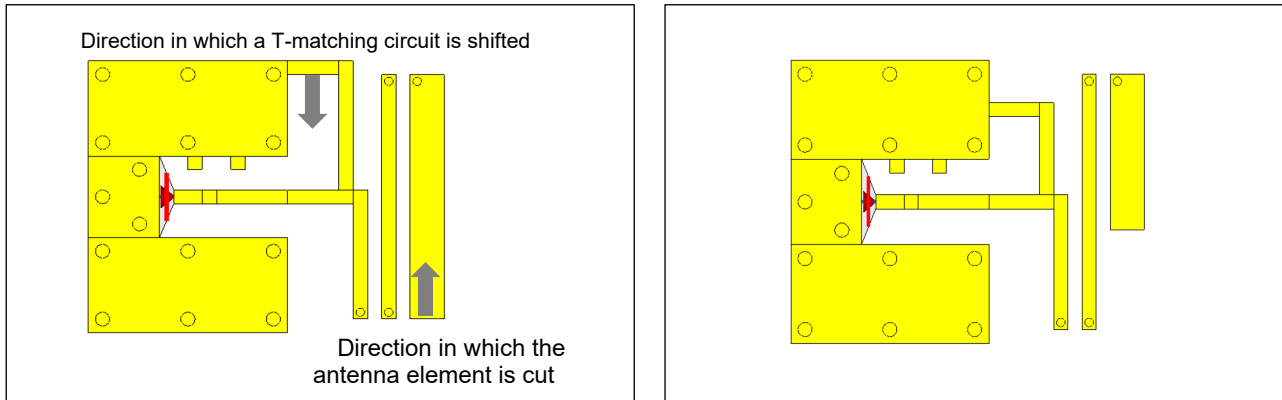 Direction in which a T-matching circuit is shifted
Direction in which the
antenna element is cut